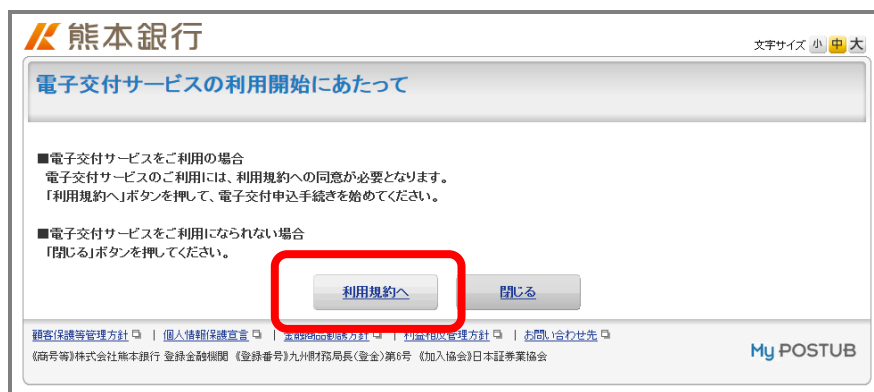 熊本銀行
文字サイズ 小 中 大
電子交付サービスの利用開始にあたって
■電子交付サービスをご利用の場合
電子交付サービスのご利用には、利用規約への同意が必要となります。
「利用規約へ」ボタンを押して、電子交付申込手続きを始めてください。
■電子交付サービスをご利用になられない場合
「閉じる」ボタンを押してください。
利用規約へ 閉じる
顧客保護等管理方針 | 個人情報保護宣言 | 金融商品勧誘方針 | 利益相反管理方針 | お問い合わせ先
《商号等》株式会社熊本銀行 登録金融機関 《登録番号》九州財務局長(登金)第6号 《加入協会》日本証券業協会
My POSTUB